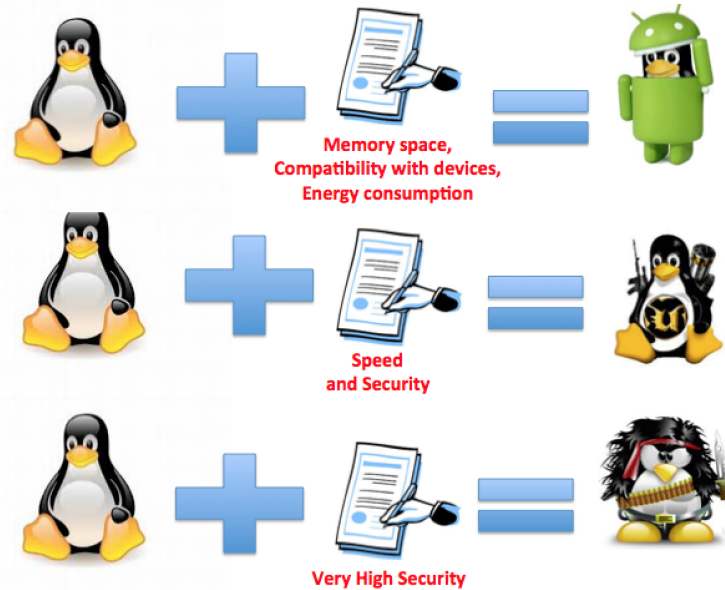 Memory space,
Compatibility with devices,
Energy consumption
Speed
and Security
Very High Security